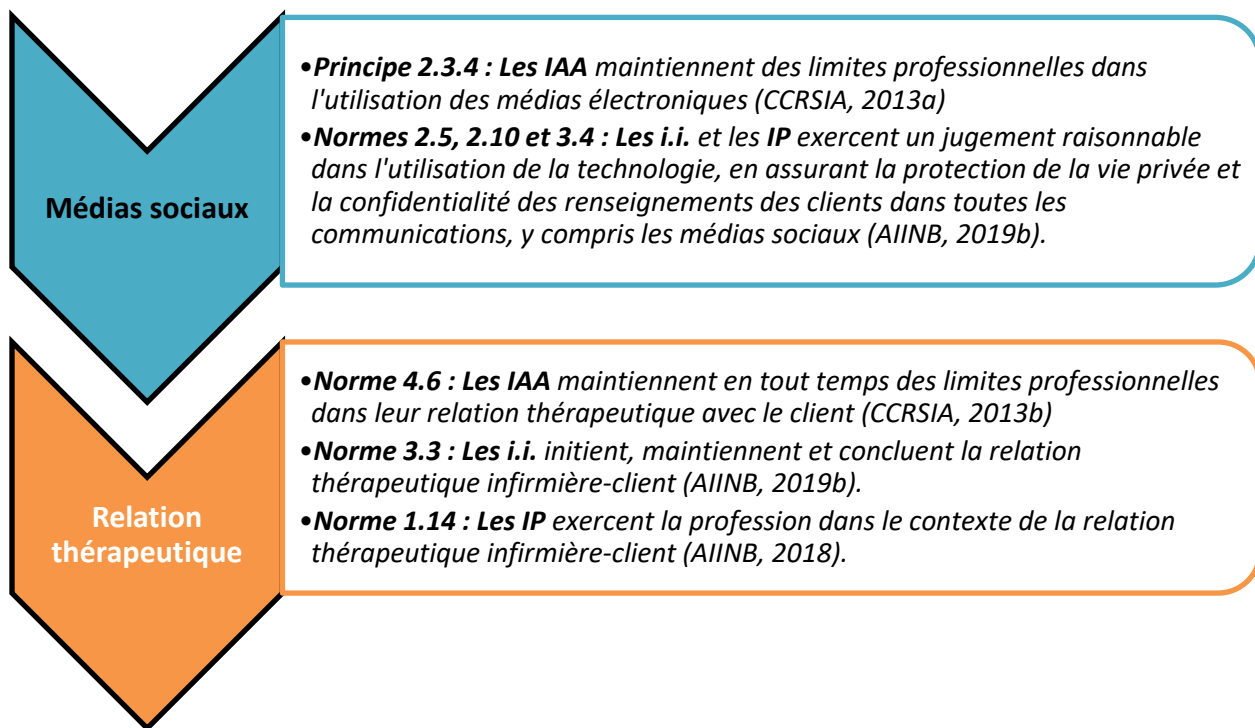 Médias sociaux
•Principe 2.3.4 : Les IAA maintiennent des limites professionnelles dans
l'utilisation des médias électroniques (CCRSIA, 2013a)
•Normes 2.5, 2.10 et 3.4 : Les i.i. et les IP exercent un jugement raisonnable
dans l'utilisation de la technologie, en assurant la protection de la vie privée et
la confidentialité des renseignements des clients dans toutes les
communications, y compris les médias sociaux (AIINB, 2019b).
Relation
thérapeutique
•Norme 4.6 : Les IAA maintiennent en tout temps des limites professionnelles
dans leur relation thérapeutique avec le client (CCRSIA, 2013b)
•Norme 3.3 : Les i.i. initient, maintiennent et concluent la relation
thérapeutique infirmière-client (AIINB, 2019b).
•Norme 1.14 : Les IP exercent la profession dans le contexte de la relation
thérapeutique infirmière-client (AIINB, 2018).